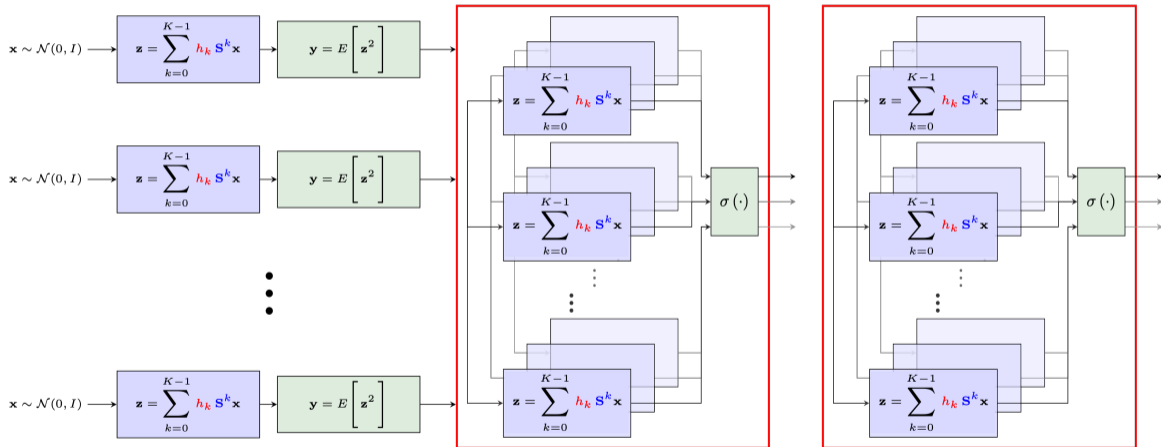 x ∼ 𝒩(0, I)
z = ∑_{k=0}^{K−1} h_k S^k x
y = E[z²]
z = ∑_{k=0}^{K−1} h_k S^k x
z = ∑_{k=0}^{K−1} h_k S^k x
x ∼ 𝒩(0, I)
z = ∑_{k=0}^{K−1} h_k S^k x
y = E[z²]
z = ∑_{k=0}^{K−1} h_k S^k x
σ(·)
z = ∑_{k=0}^{K−1} h_k S^k x
σ(·)
x ∼ 𝒩(0, I)
z = ∑_{k=0}^{K−1} h_k S^k x
y = E[z²]
z = ∑_{k=0}^{K−1} h_k S^k x
z = ∑_{k=0}^{K−1} h_k S^k x